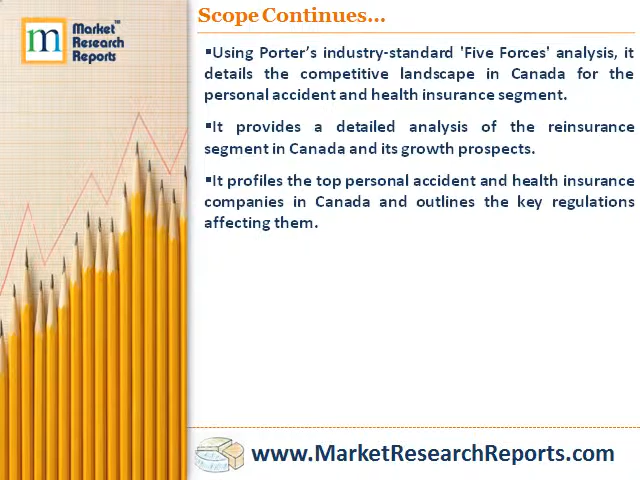 Market™
Research
Reports
m
Scope Continues...
▪Using Porter’s industry-standard 'Five Forces' analysis, it
details the competitive landscape in Canada for the
personal accident and health insurance segment.
▪It provides a detailed analysis of the reinsurance
segment in Canada and its growth prospects.
▪It profiles the top personal accident and health insurance
companies in Canada and outlines the key regulations
affecting them.
www.MarketResearchReports.com